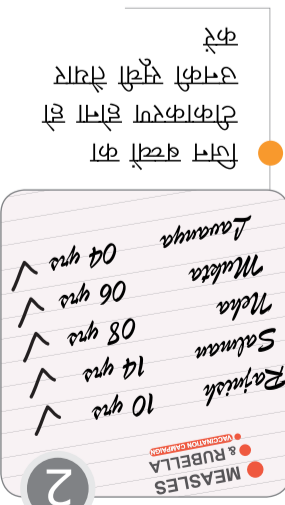 2
MEASLES
& RUBELLA
VACCINATION CAMPAIGN
Rajnish 10 yrs ✓
Salman 14 yrs ✓
Neha 08 yrs ✓
Mukta 06 yrs ✓
Lavanya 04 yrs ✓
जिन बच्चों का
टीकाकरण होना हो
उनकी सूची तैयार
करें